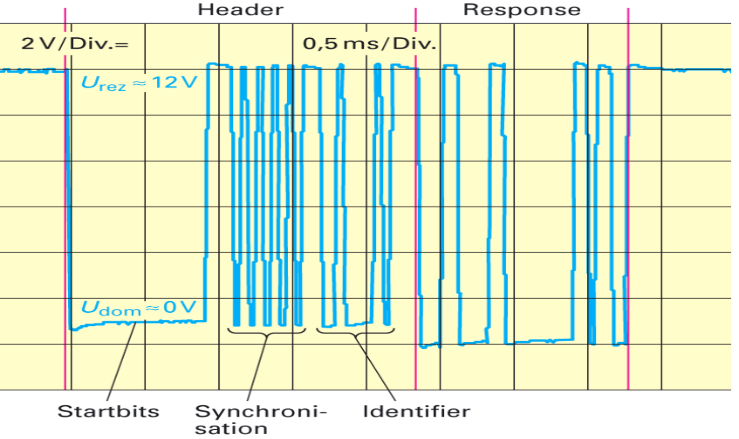 Header
Response
2 V/Div.=
0,5 ms/Div.
Urez ≈ 12 V
Udom ≈ 0 V
Startbits
Synchroni-
sation
Identifier